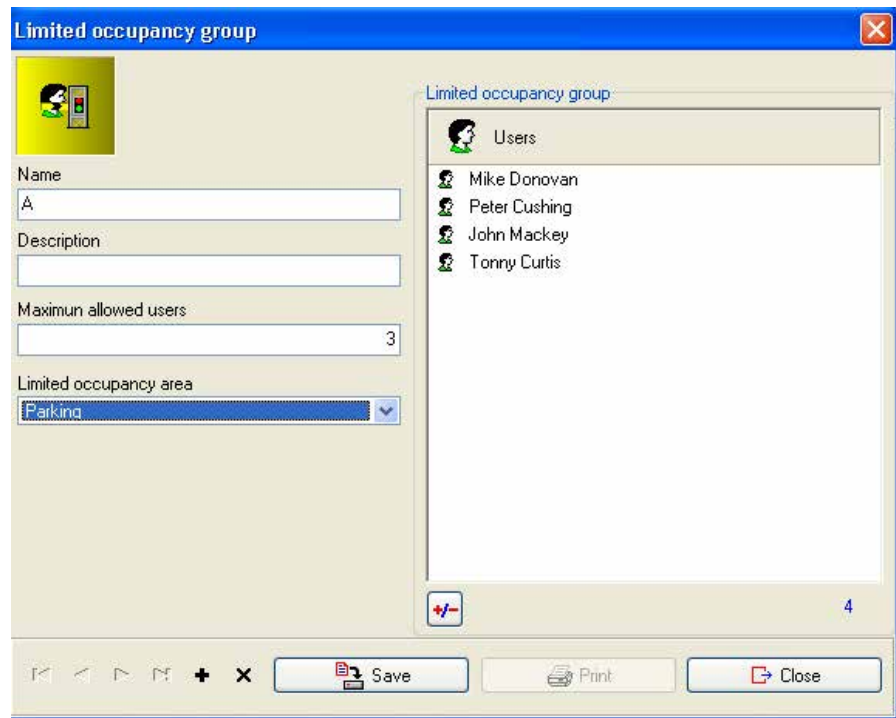 Limited occupancy group
Name
A
Description
Maximun allowed users
3
Limited occupancy area
Parking
Limited occupancy group
Users
Mike Donovan
Peter Cushing
John Mackey
Tonny Curtis
+/-
4
Save
Print
Close